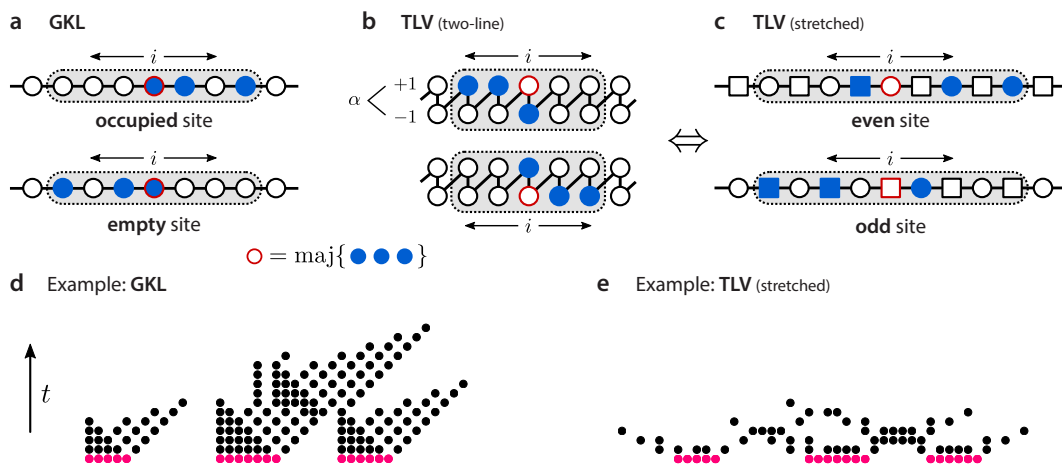 a GKL
i
occupied site
i
empty site
b TLV (two-line)
i
α +1
−1
i
⇔
c TLV (stretched)
i
even site
i
odd site
= maj{ }
d Example: GKL
t
e Example: TLV (stretched)